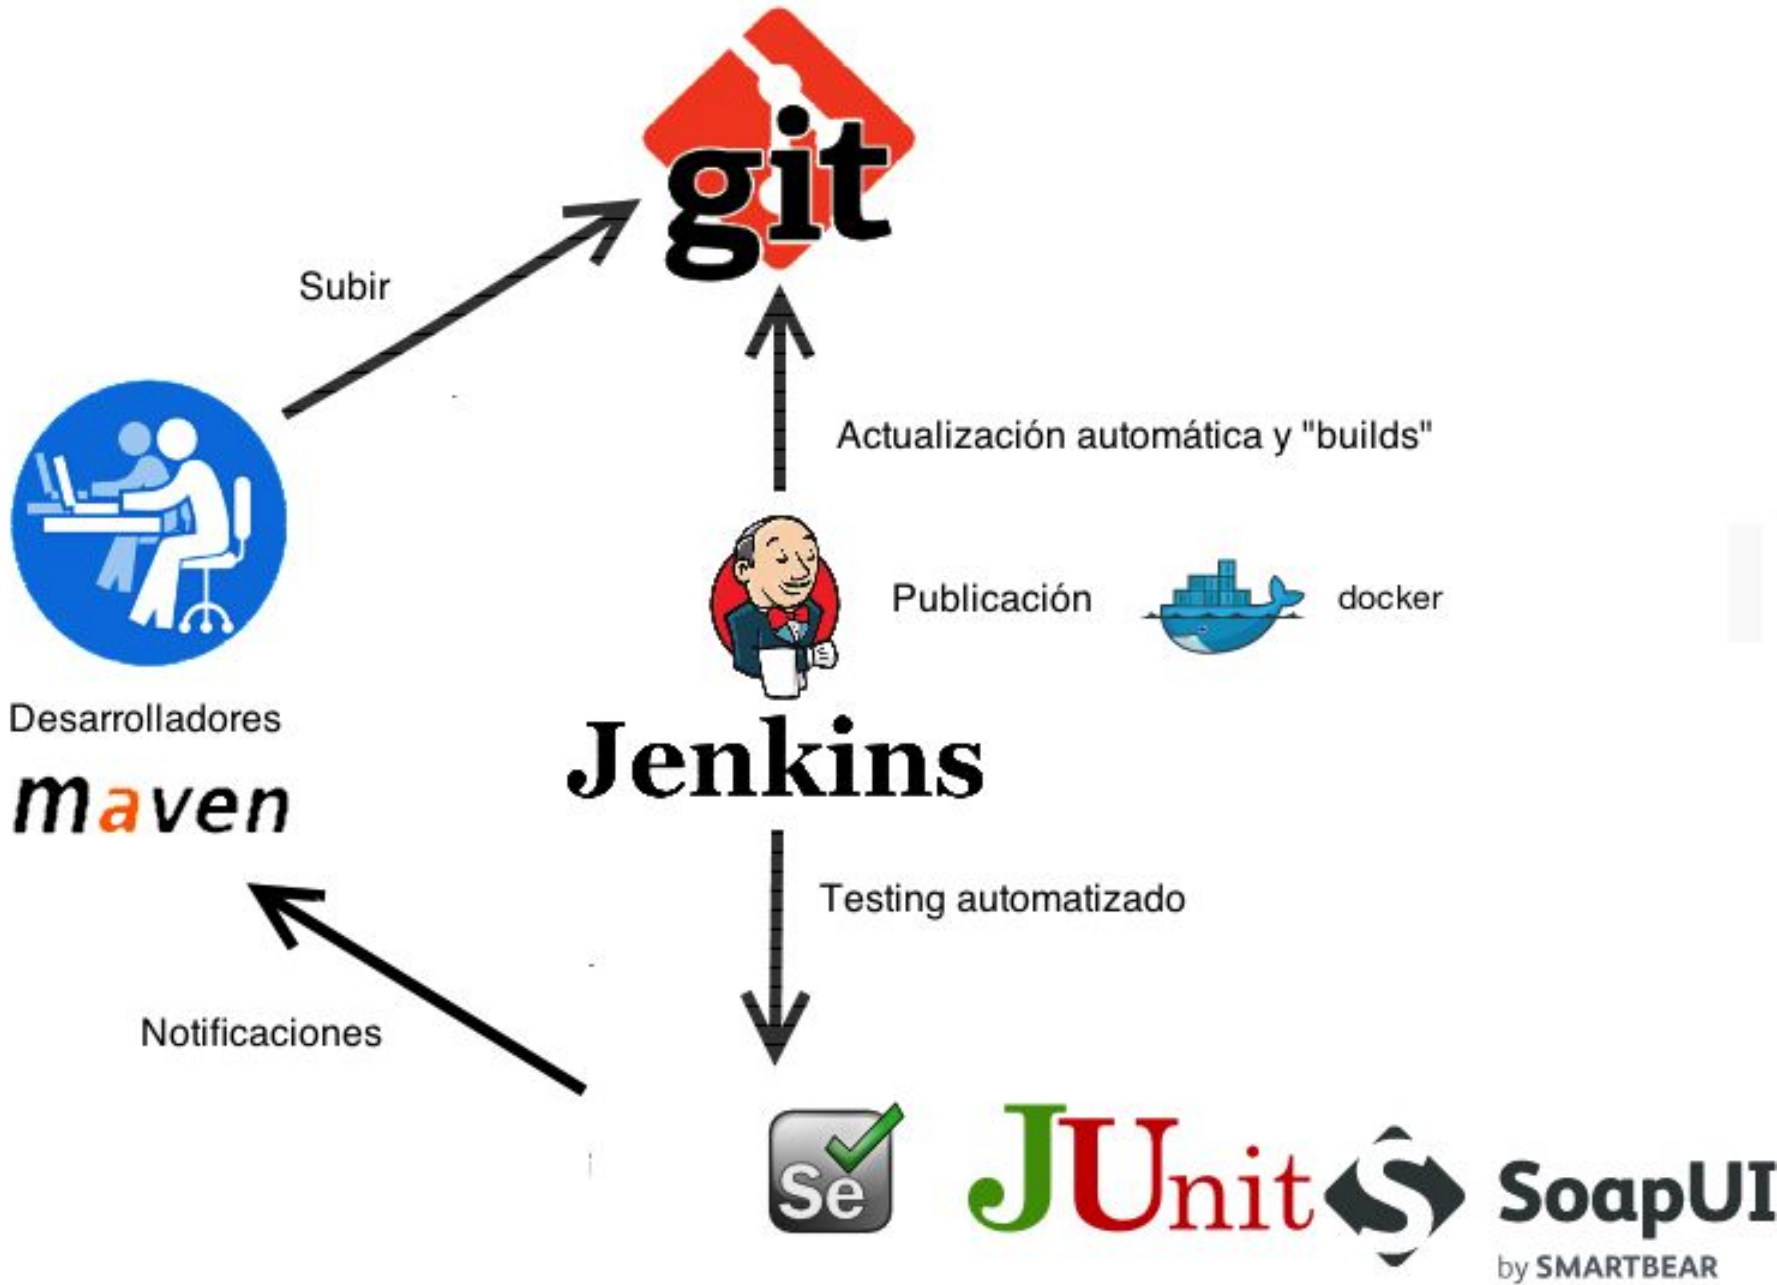 git
Subir
Actualización automática y "builds"
Publicación
docker
Desarrolladores
Jenkins
maven
Testing automatizado
Notificaciones
Se
JUnit
SoapUI
by SMARTBEAR